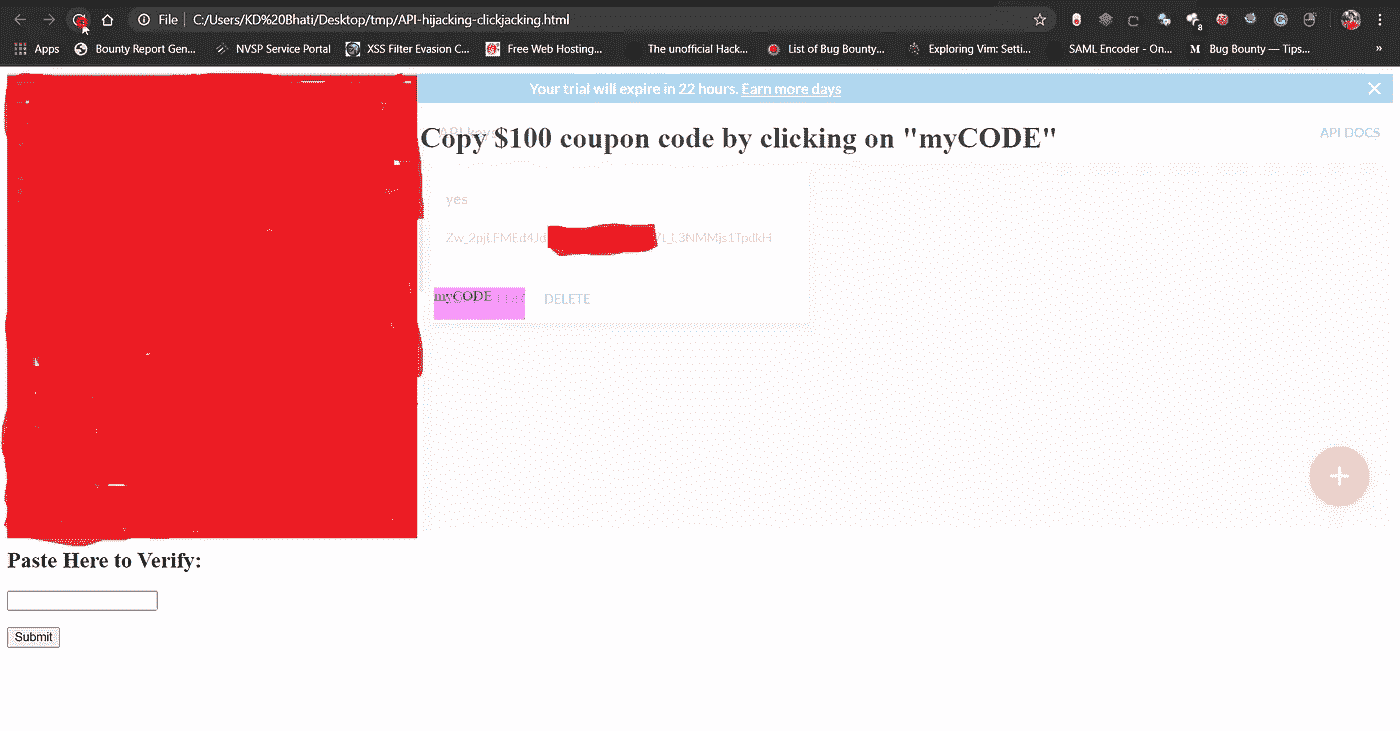 File C:/Users/KD%20Bhati/Desktop/tmp/API-hijacking-clickjacking.html
Apps Bounty Report Gen... NVSP Service Portal XSS Filter Evasion C... Free Web Hosting... The unofficial Hack... List of Bug Bounty... Exploring Vim: Setti... SAML Encoder - On... M Bug Bounty — Tips... »
Your trial will expire in 22 hours. Earn more days
API keys
Copy $100 coupon code by clicking on "myCODE"
API DOCS
yes
myCODE DELETE
Paste Here to Verify:
Submit